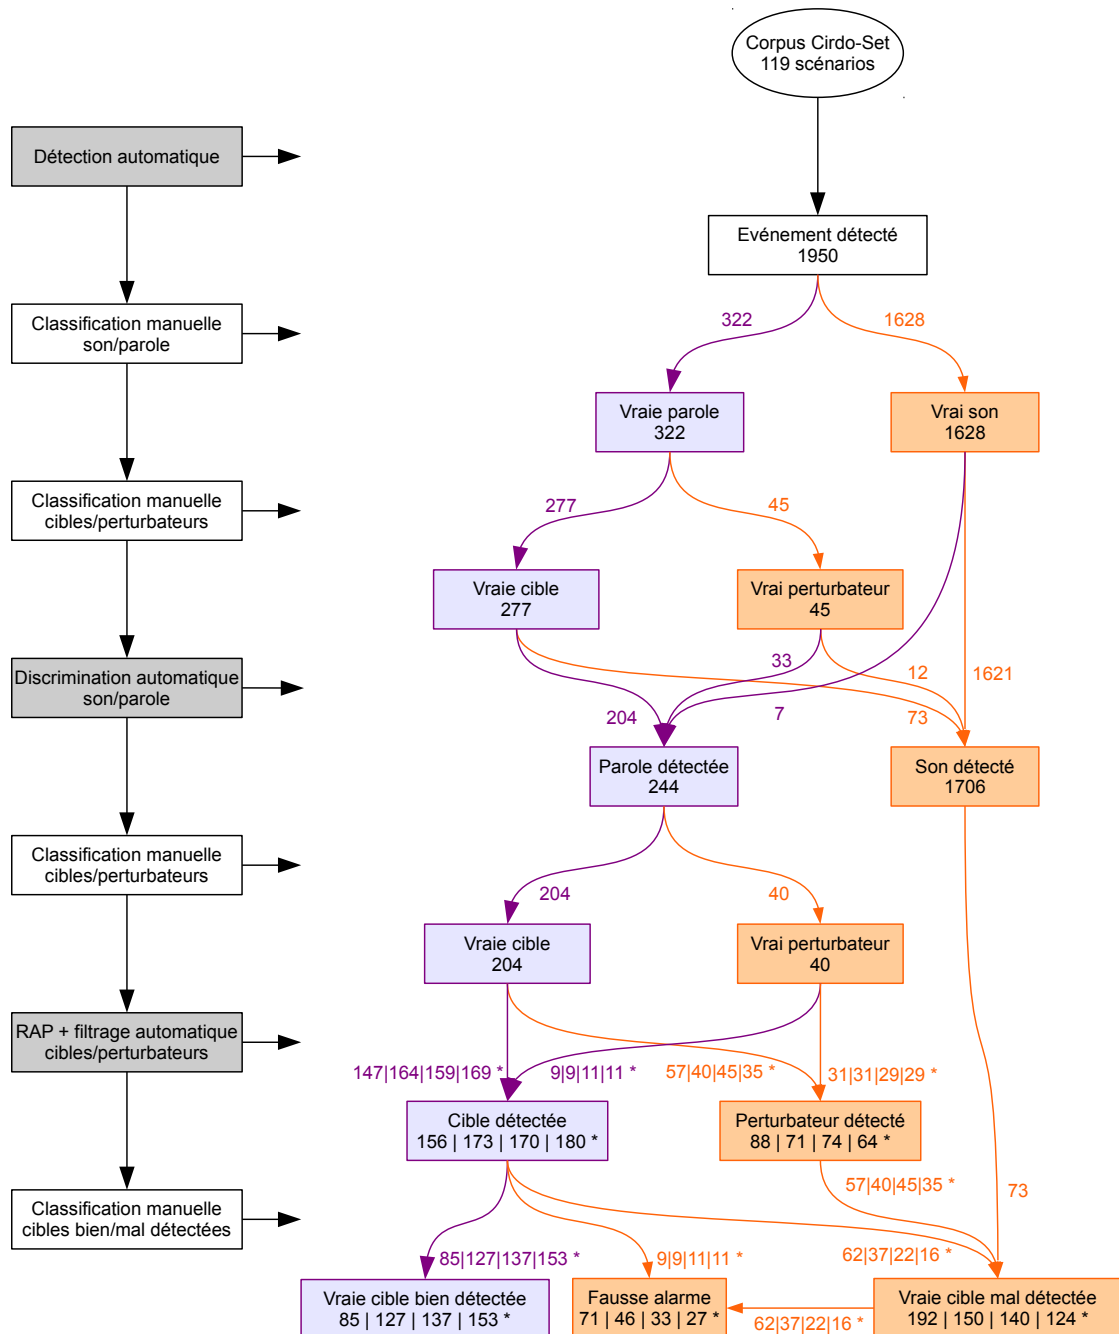 Corpus Cirdo-Set
119 scénarios
Détection automatique
Evénement détecté
1950
Classification manuelle
son/parole
322
1628
Vraie parole
322
Vrai son
1628
Classification manuelle
cibles/perturbateurs
277
45
Vraie cible
277
Vrai perturbateur
45
Discrimination automatique
son/parole
33
12
1621
204
7
73
Parole détectée
244
Son détecté
1706
Classification manuelle
cibles/perturbateurs
204
40
Vraie cible
204
Vrai perturbateur
40
RAP + filtrage automatique
cibles/perturbateurs
147|164|159|169 *
9|9|11|11 *
57|40|45|35 *
31|31|29|29 *
Cible détectée
156 | 173 | 170 | 180 *
Perturbateur détecté
88 | 71 | 74 | 64 *
Classification manuelle
cibles bien/mal détectées
57|40|45|35 *
73
85|127|137|153 *
9|9|11|11 *
62|37|22|16 *
Vraie cible bien détectée
85 | 127 | 137 | 153 *
Fausse alarme
71 | 46 | 33 | 27 *
62|37|22|16 *
Vraie cible mal détectée
192 | 150 | 140 | 124 *